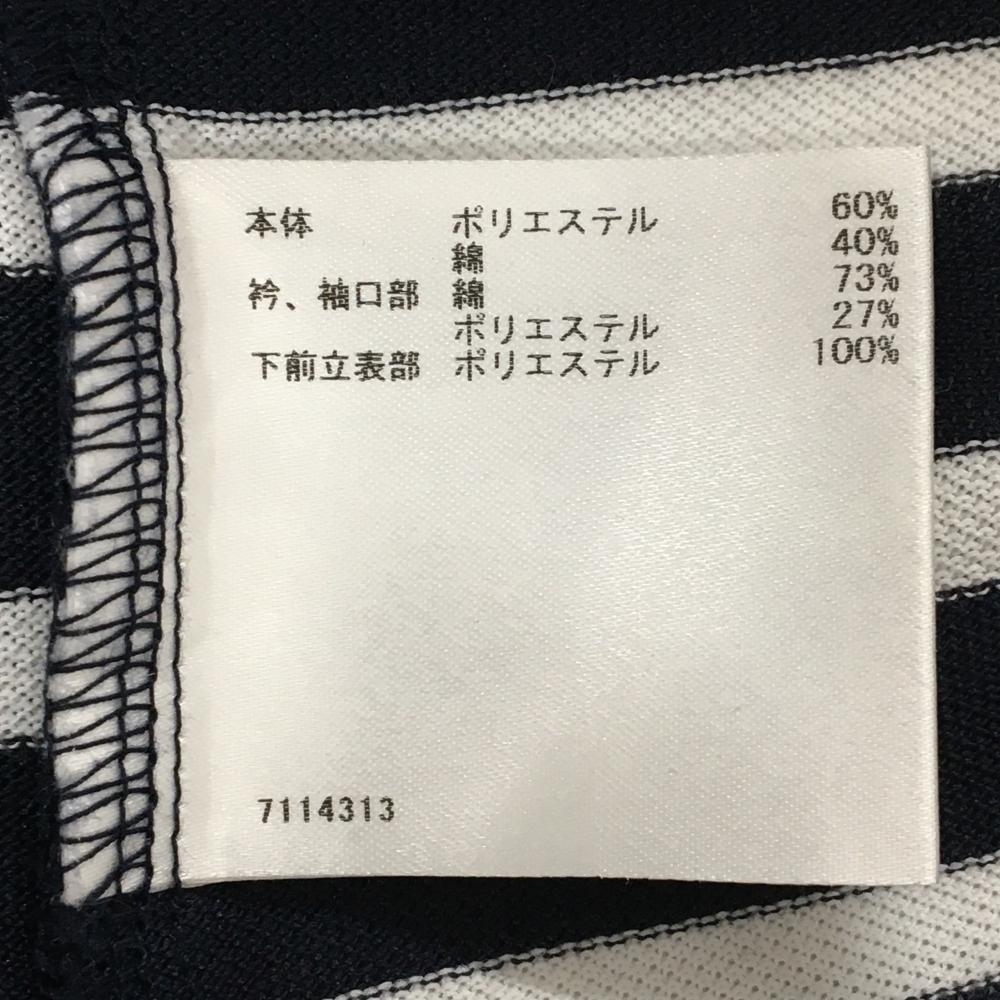 本体 ポリエステル 60%
綿 40%
衿、袖口部 綿 73%
ポリエステル 27%
下前立表部 ポリエステル 100%
7114313